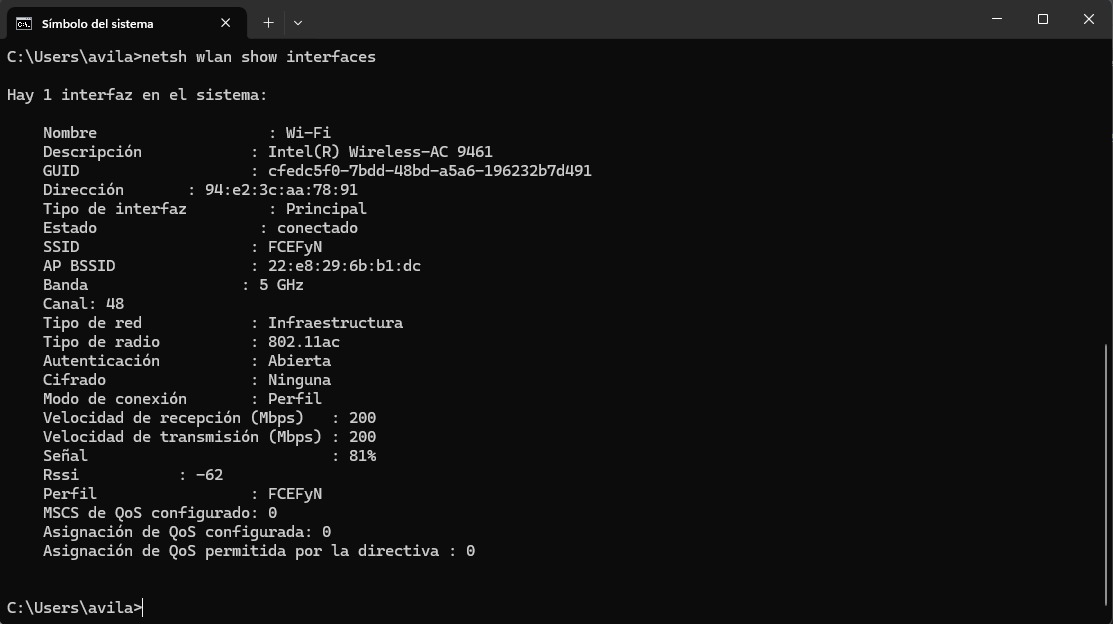 Símbolo del sistema
C:\Users\avila>netsh wlan show interfaces
Hay 1 interfaz en el sistema:
Nombre : Wi-Fi
Descripción : Intel(R) Wireless-AC 9461
GUID : cfedc5f0-7bdd-48bd-a5a6-196232b7d491
Dirección : 94:e2:3c:aa:78:91
Tipo de interfaz : Principal
Estado : conectado
SSID : FCEFyN
AP BSSID : 22:e8:29:6b:b1:dc
Banda : 5 GHz
Canal: 48
Tipo de red : Infraestructura
Tipo de radio : 802.11ac
Autenticación : Abierta
Cifrado : Ninguna
Modo de conexión : Perfil
Velocidad de recepción (Mbps) : 200
Velocidad de transmisión (Mbps) : 200
Señal : 81%
Rssi : -62
Perfil : FCEFyN
MSCS de QoS configurado: 0
Asignación de QoS configurada: 0
Asignación de QoS permitida por la directiva : 0
C:\Users\avila>